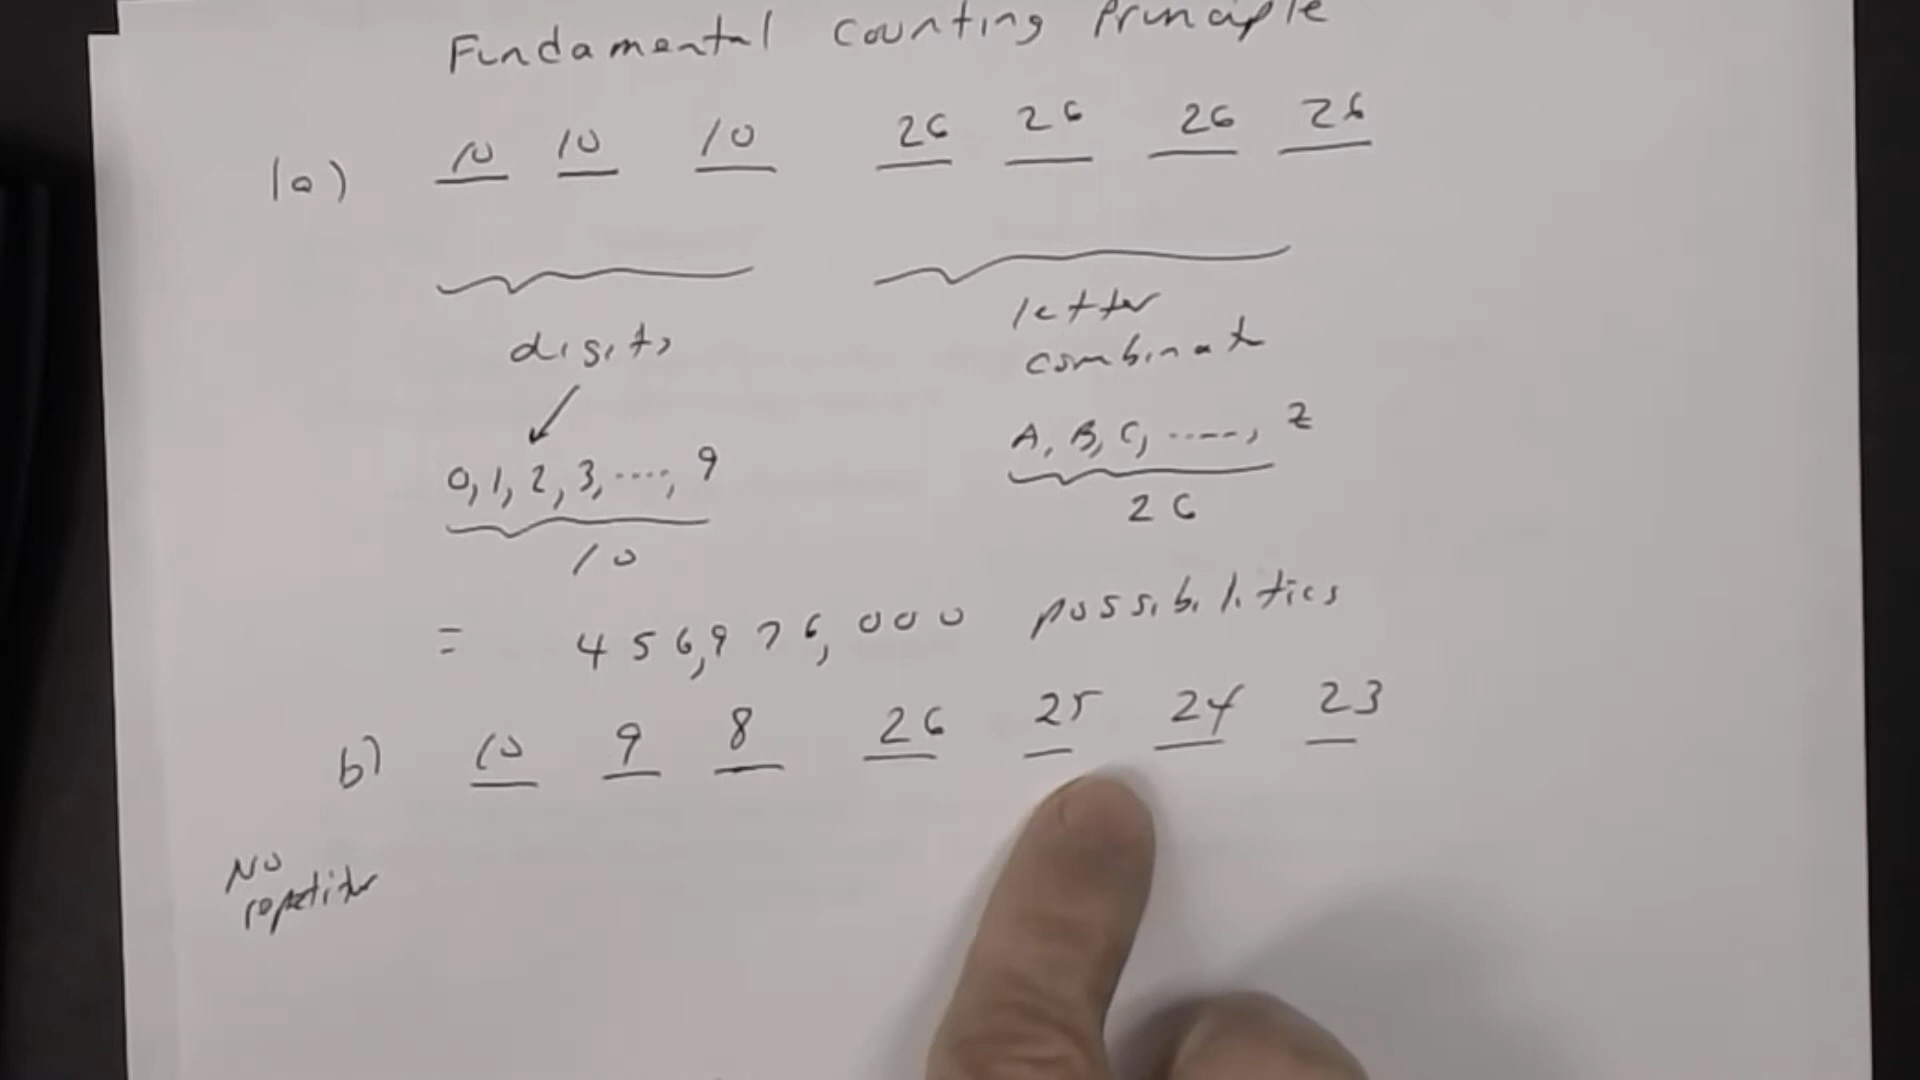 Fundamental Counting Principle
1a) 10 10 10 26 26 26 26
digits
letter
combinat
0, 1, 2, 3, ...., 9
A, B, C, ....., Z
10
26
= 456,976,000 possibilities
b) 10 9 8 26 25 24 23
No